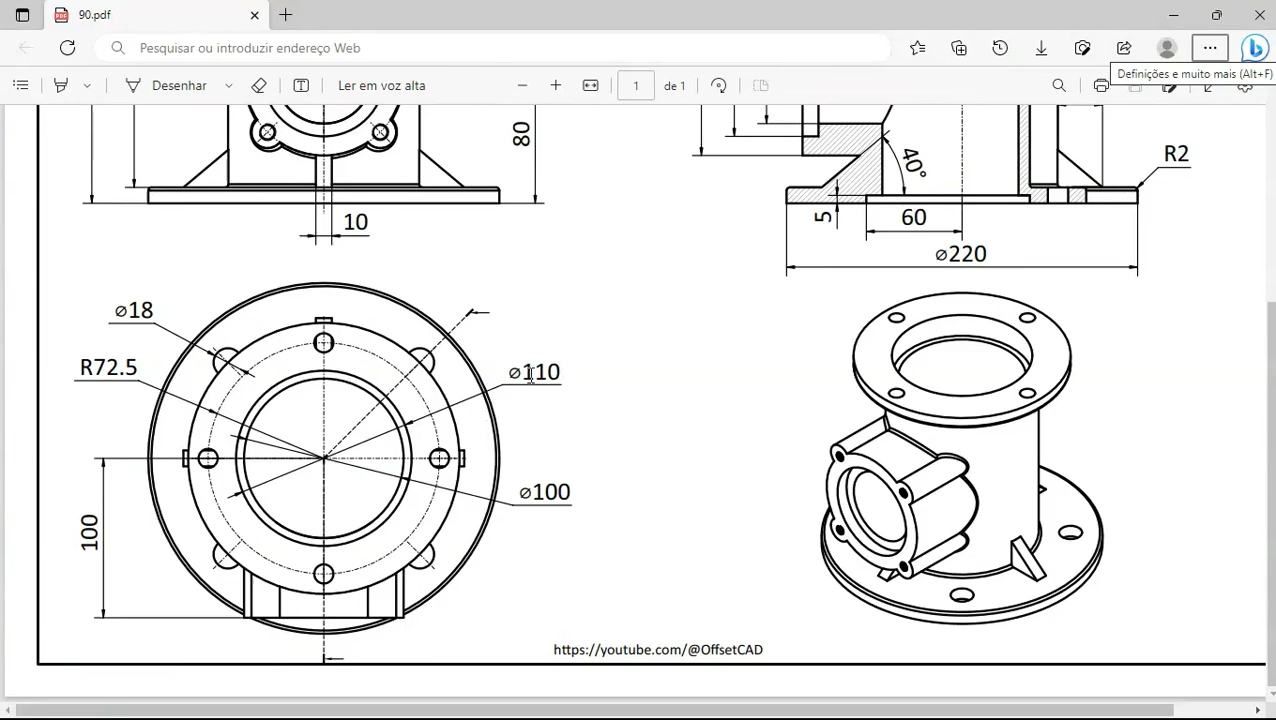 90.pdf
Pesquisar ou introduzir endereço Web
Definições e muito mais (Alt+F)
Desenhar
Ler em voz alta
1
de 1
80
40°
R2
10
5
60
⌀220
⌀18
R72.5
⌀110
⌀100
100
https://youtube.com/@OffsetCAD